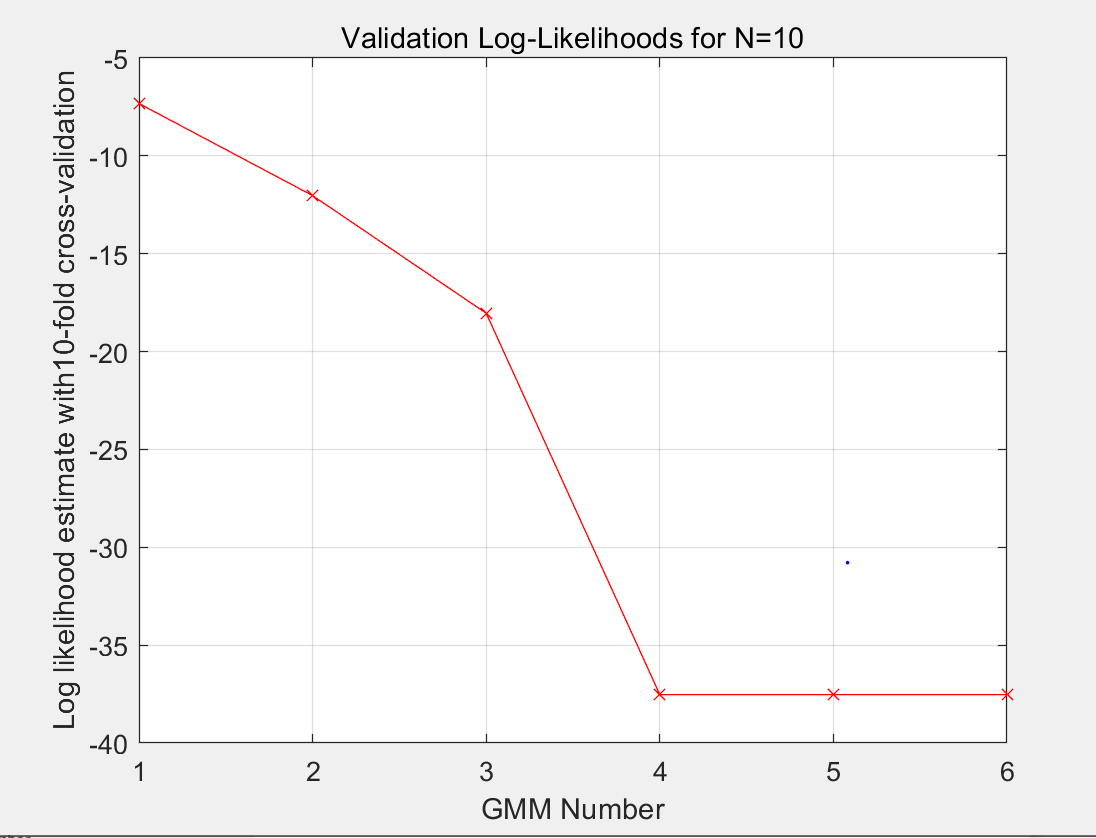 Validation Log-Likelihoods for N=10
Log likelihood estimate with10-fold cross-validation
-5
-10
-15
-20
-25
-30
-35
-40
1 2 3 4 5 6
GMM Number